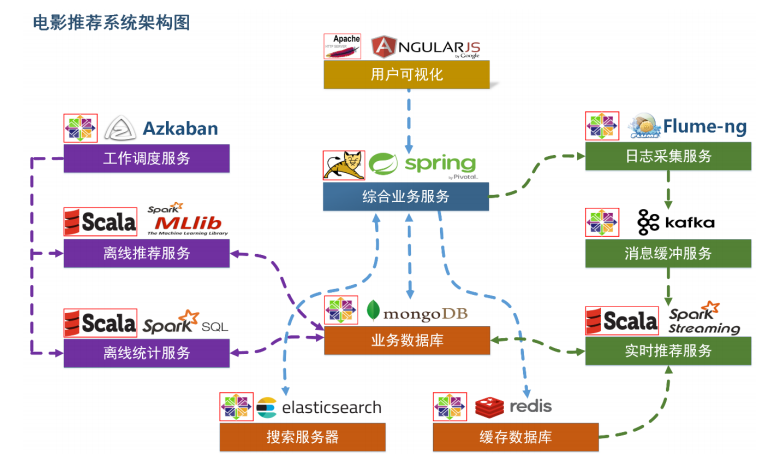 电影推荐系统架构图
Apache
HTTP SERVER
ANGULARJS
by Google
用户可视化
Azkaban
工作调度服务
spring
by Pivotal.
综合业务服务
Flume-ng
日志采集服务
Scala
Spark
MLlib
The Machine Learning Library
离线推荐服务
kafka
消息缓冲服务
Scala
Spark SQL
离线统计服务
mongoDB
业务数据库
Scala
Spark
Streaming
实时推荐服务
elasticsearch
搜索服务器
redis
缓存数据库